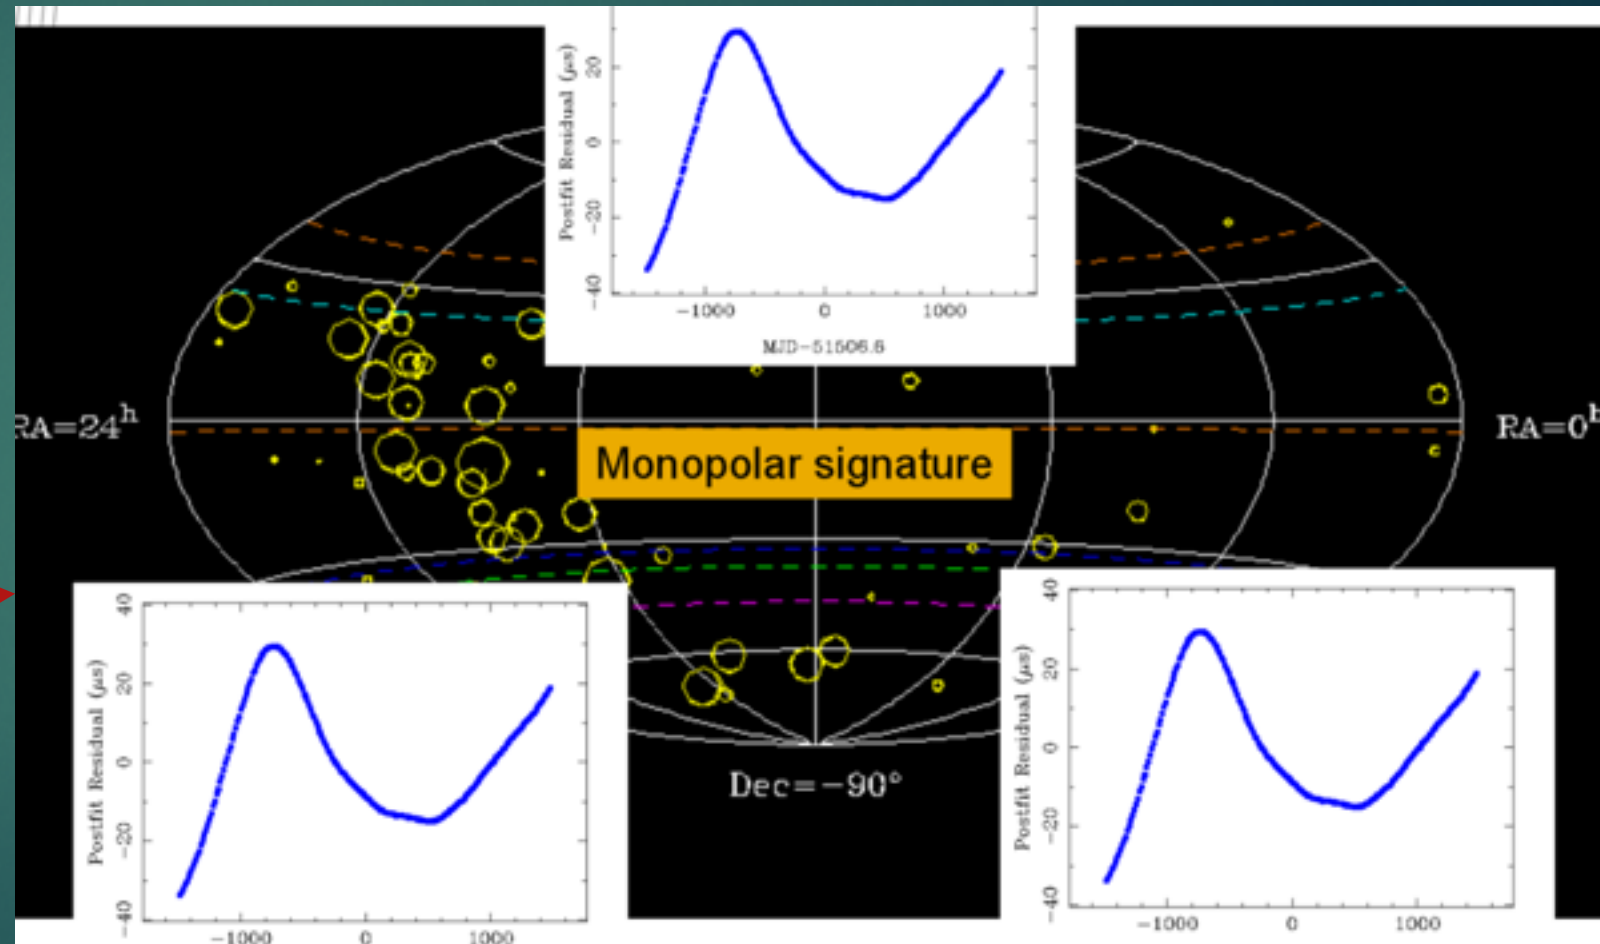 Postfit Residual (μs)
20
0
−20
−40
−1000 0 1000
MJD−51506.6
RA=24ʰ
RA=0ʰ
Monopolar signature
Postfit Residual (μs)
40
20
0
−20
−40
−1000 0 1000
Dec=−90°
Postfit Residual (μs)
40
20
0
−20
−40
−1000 0 1000